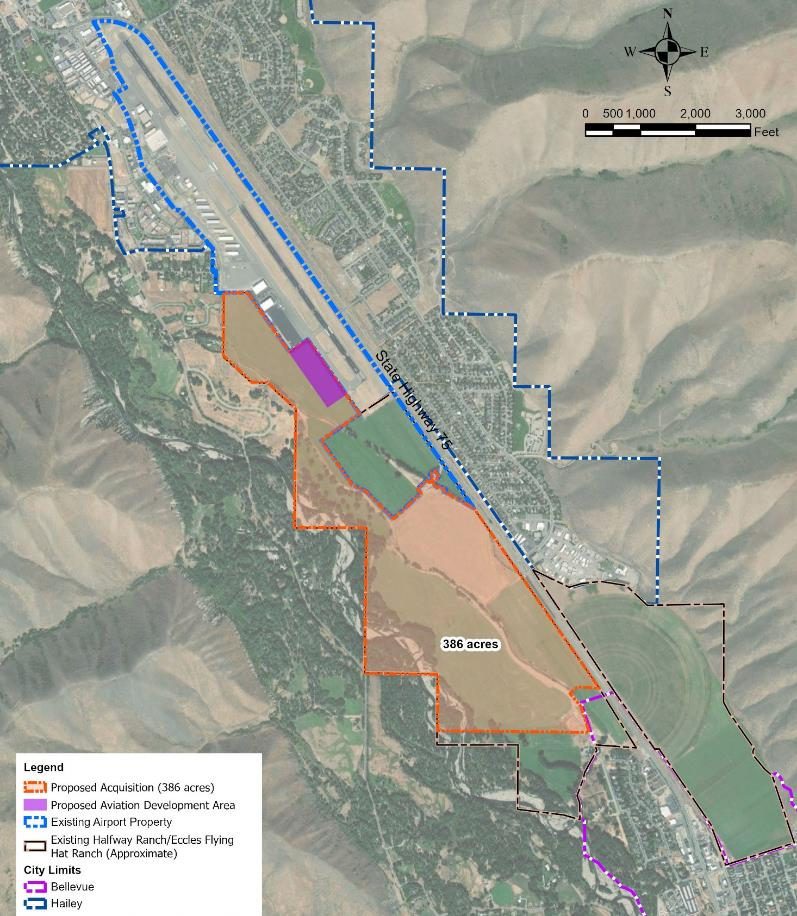 N
W E
S
0 500 1,000 2,000 3,000
Feet
State Highway 75
386 acres
Legend
Proposed Acquisition (386 acres)
Proposed Aviation Development Area
Existing Airport Property
Existing Halfway Ranch/Eccles Flying
Hat Ranch (Approximate)
City Limits
Bellevue
Hailey